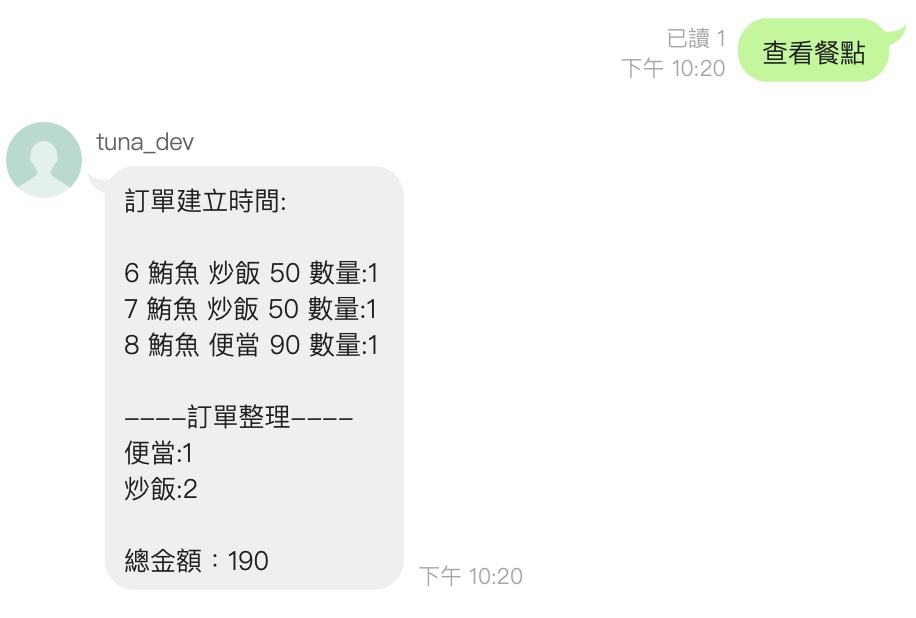 已讀 1
下午 10:20
查看餐點
tuna_dev
訂單建立時間:
6 鮪魚 炒飯 50 數量:1
7 鮪魚 炒飯 50 數量:1
8 鮪魚 便當 90 數量:1
----訂單整理----
便當:1
炒飯:2
總金額：190
下午 10:20